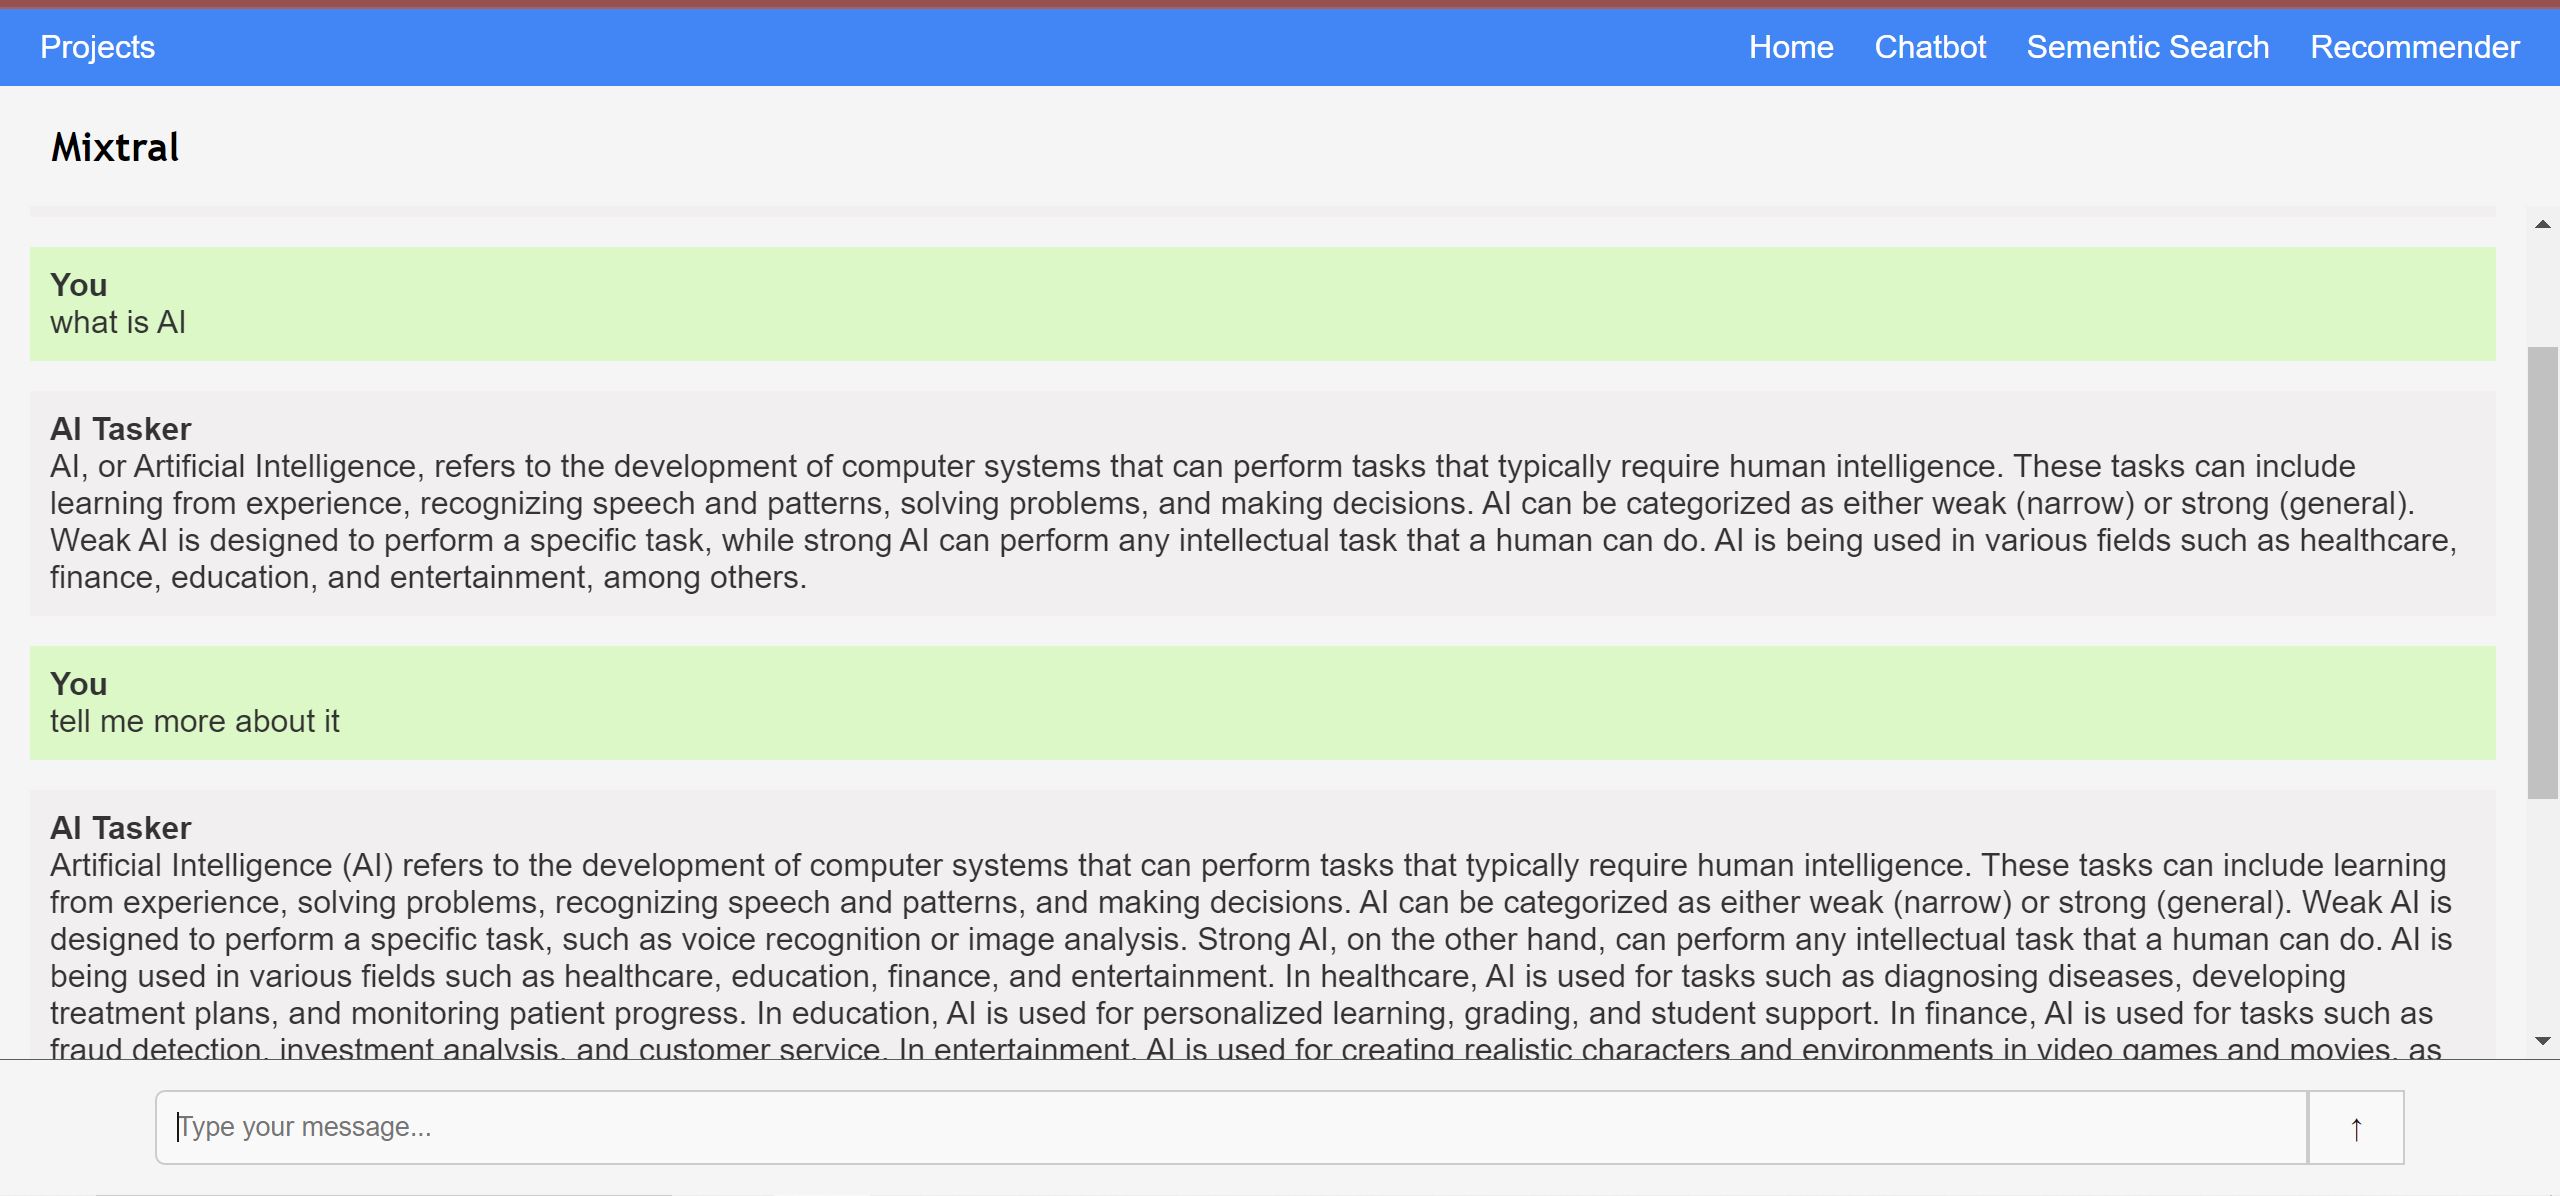 Projects Home Chatbot Sementic Search Recommender
Mixtral
You
what is AI
AI Tasker
AI, or Artificial Intelligence, refers to the development of computer systems that can perform tasks that typically require human intelligence. These tasks can include
learning from experience, recognizing speech and patterns, solving problems, and making decisions. AI can be categorized as either weak (narrow) or strong (general).
Weak AI is designed to perform a specific task, while strong AI can perform any intellectual task that a human can do. AI is being used in various fields such as healthcare,
finance, education, and entertainment, among others.
You
tell me more about it
AI Tasker
Artificial Intelligence (AI) refers to the development of computer systems that can perform tasks that typically require human intelligence. These tasks can include learning
from experience, solving problems, recognizing speech and patterns, and making decisions. AI can be categorized as either weak (narrow) or strong (general). Weak AI is
designed to perform a specific task, such as voice recognition or image analysis. Strong AI, on the other hand, can perform any intellectual task that a human can do. AI is
being used in various fields such as healthcare, education, finance, and entertainment. In healthcare, AI is used for tasks such as diagnosing diseases, developing
treatment plans, and monitoring patient progress. In education, AI is used for personalized learning, grading, and student support. In finance, AI is used for tasks such as
fraud detection, investment analysis, and customer service. In entertainment, AI is used for creating realistic characters and environments in video games and movies, as
Type your message...
↑